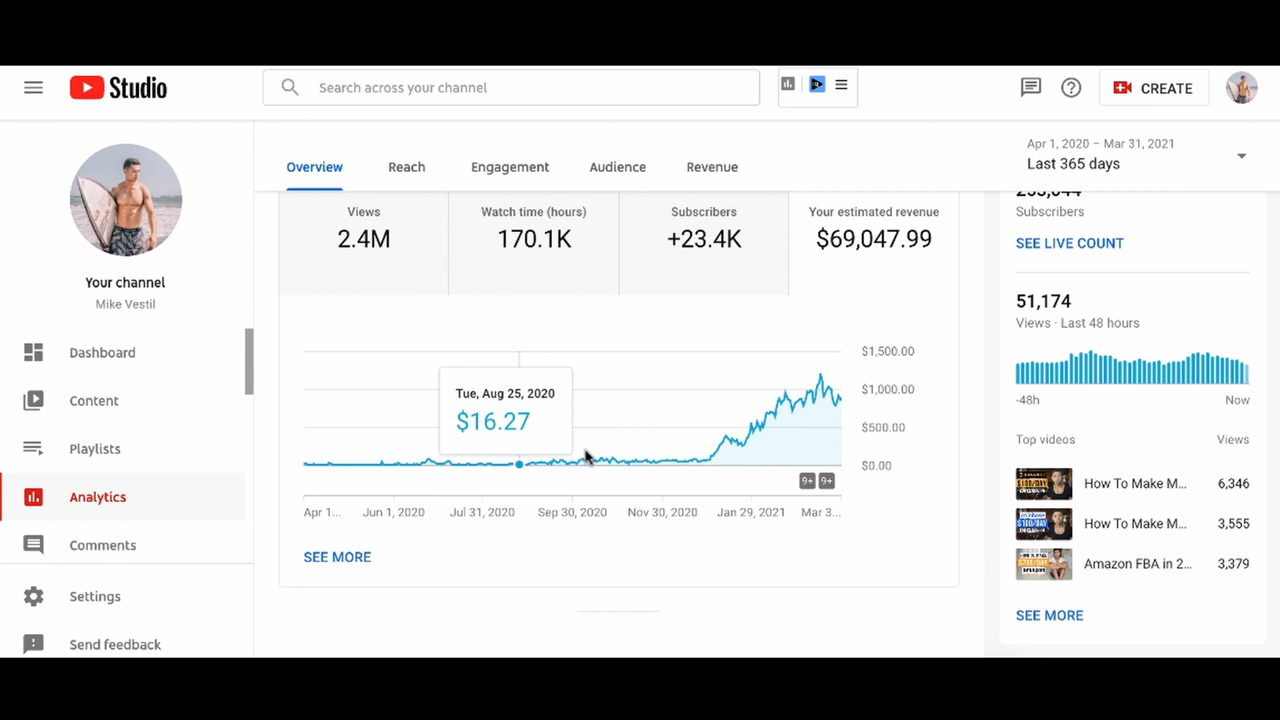 Studio
Search across your channel
CREATE
Your channel
Mike Vestil
Dashboard
Content
Playlists
Analytics
Comments
Settings
Send feedback
Overview
Reach
Engagement
Audience
Revenue
Apr 1, 2020 – Mar 31, 2021
Last 365 days
Views
2.4M
Watch time (hours)
170.1K
Subscribers
+23.4K
Your estimated revenue
$69,047.99
$1,500.00
$1,000.00
$500.00
$0.00
Tue, Aug 25, 2020
$16.27
9+ 9+
Apr 1... Jun 1, 2020 Jul 31, 2020 Sep 30, 2020 Nov 30, 2020 Jan 29, 2021 Mar 3...
SEE MORE
Subscribers
SEE LIVE COUNT
51,174
Views · Last 48 hours
-48h Now
Top videos Views
How To Make M... 6,346
How To Make M... 3,555
Amazon FBA in 2... 3,379
SEE MORE